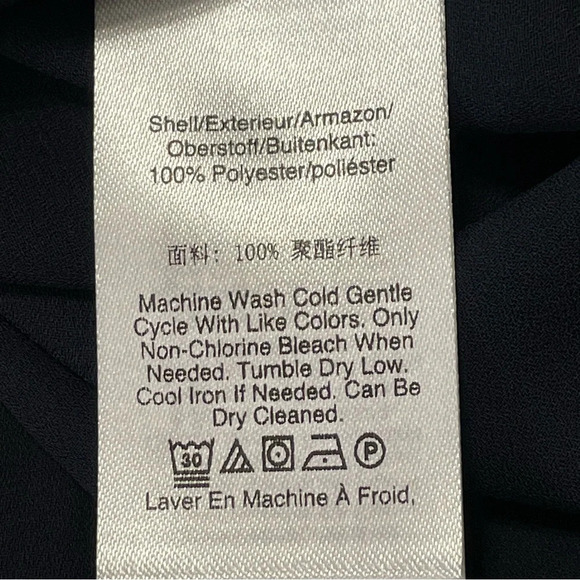 Shell/Exterieur/Armazon/
Oberstoff/Buitenkant:
100% Polyester/poliéster
面料: 100% 聚酯纤维
Machine Wash Cold Gentle
Cycle With Like Colors. Only
Non-Chlorine Bleach When
Needed. Tumble Dry Low.
Cool Iron If Needed. Can Be
Dry Cleaned.
30 P
Laver En Machine À Froid,